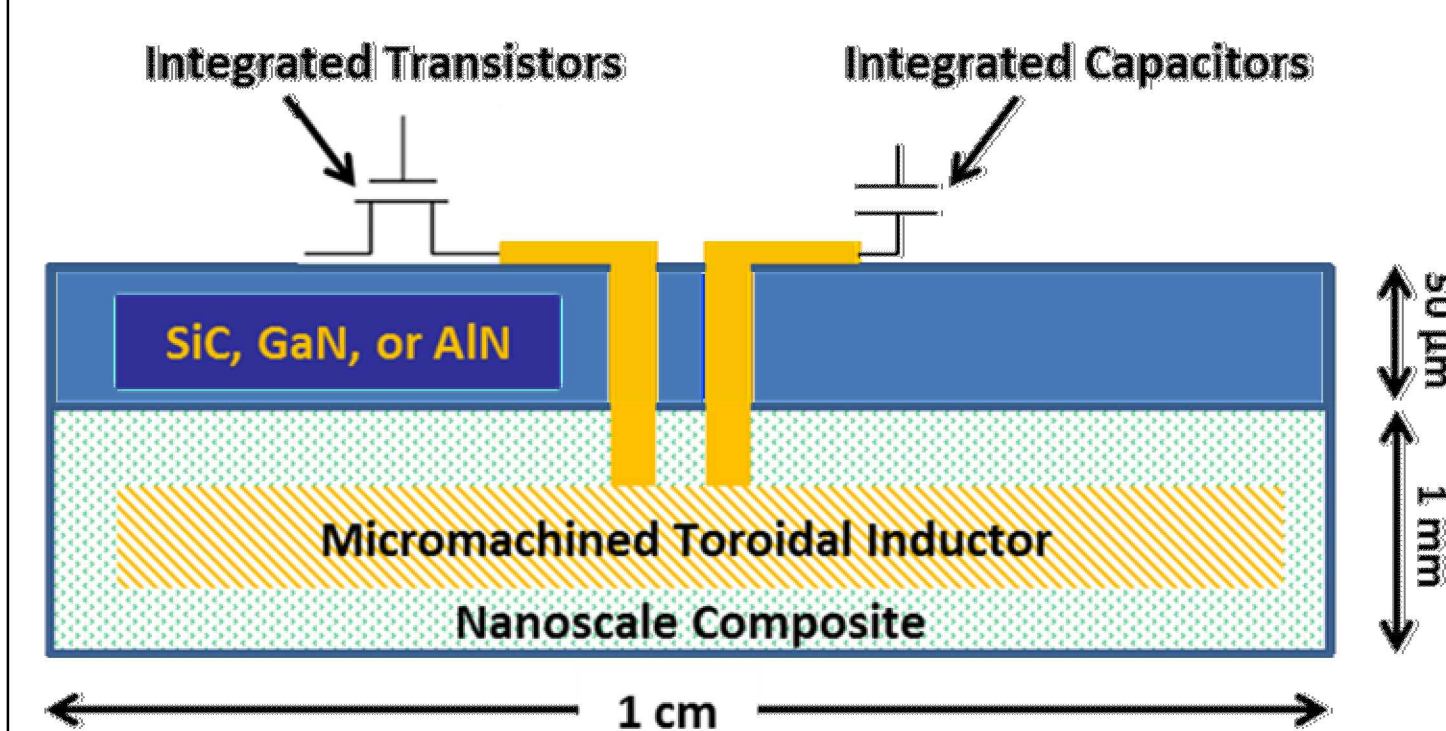 Integrated Transistors
Integrated Capacitors
SiC, GaN, or AlN
50 µm
Micromachined Toroidal Inductor
1 mm
Nanoscale Composite
1 cm